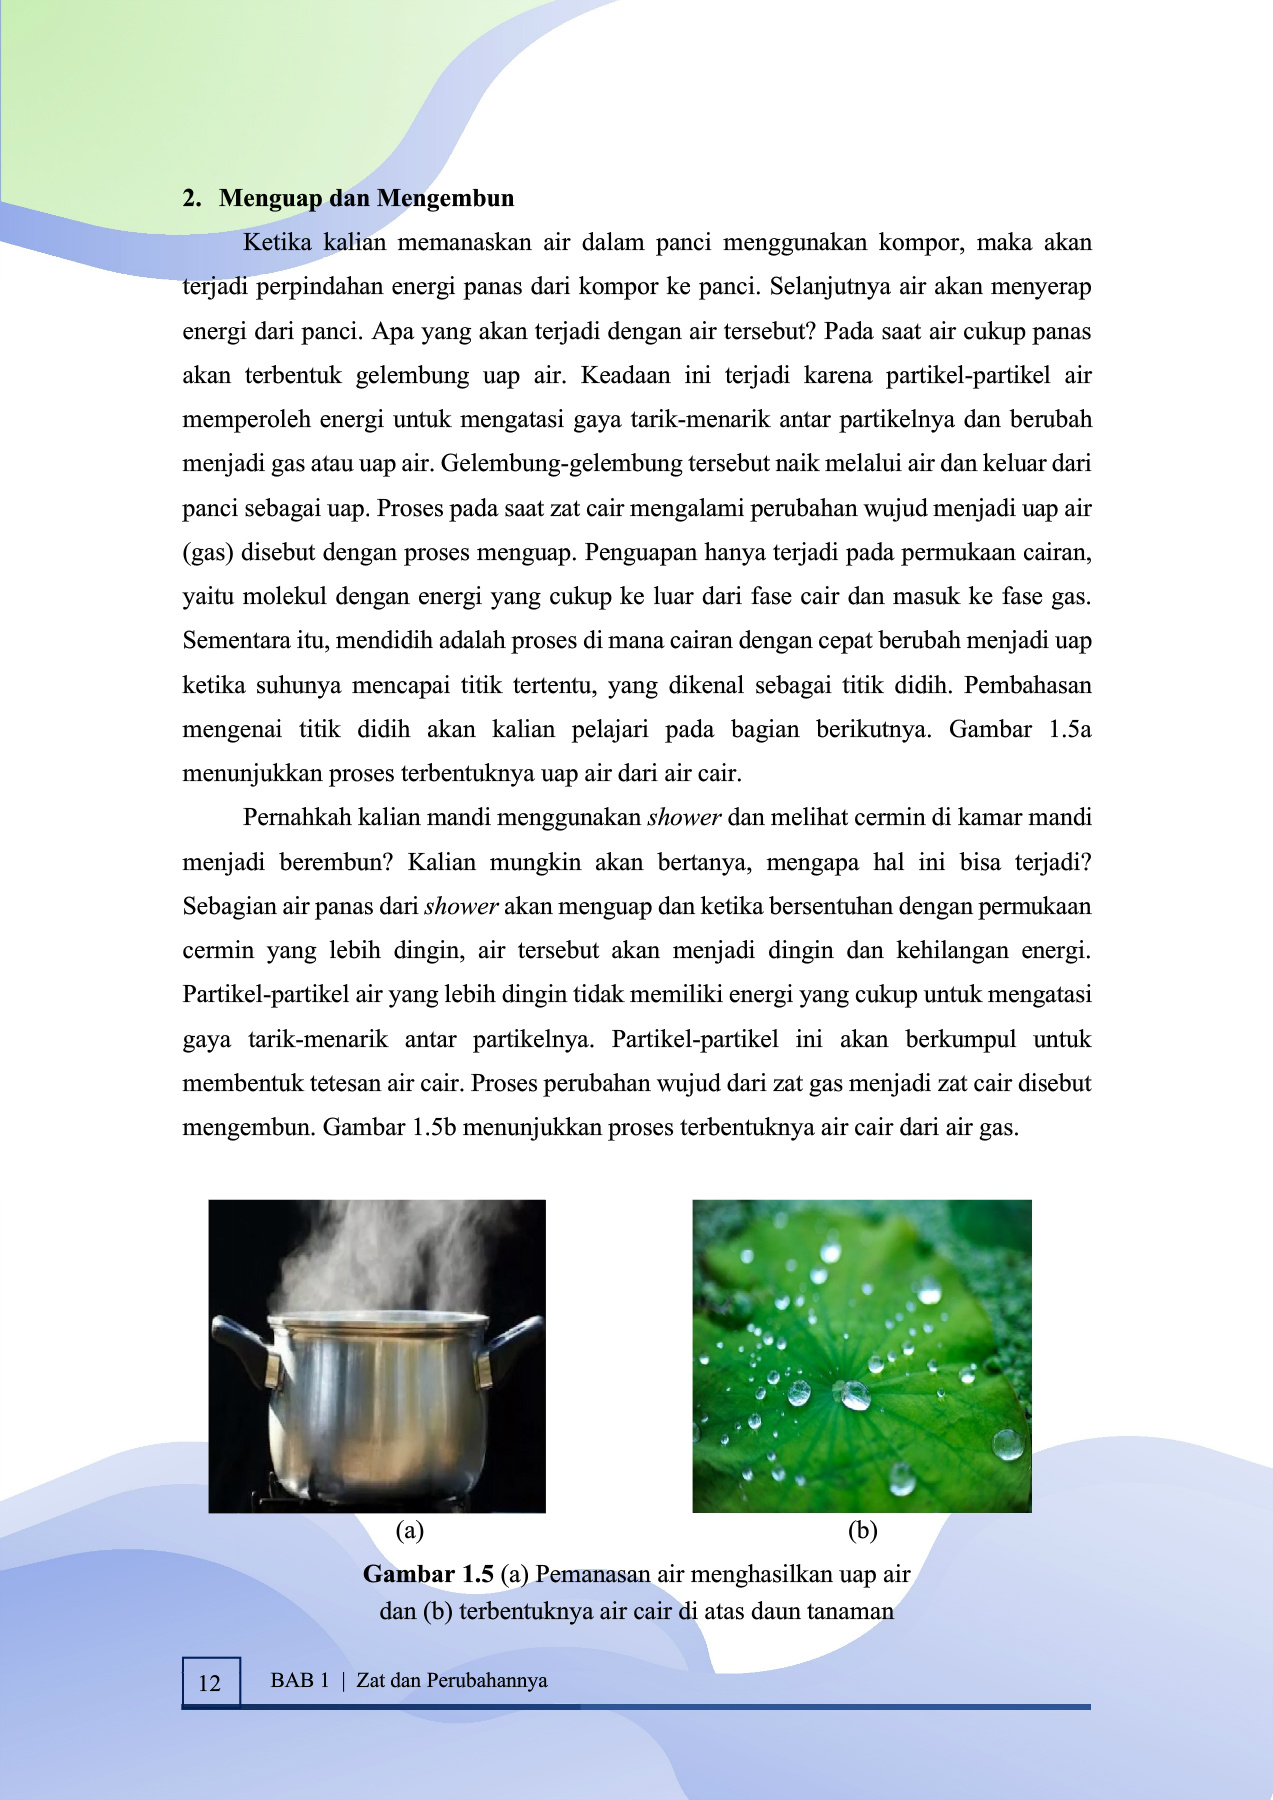 2. Menguap dan Mengembun
Ketika kalian memanaskan air dalam panci menggunakan kompor, maka akan
terjadi perpindahan energi panas dari kompor ke panci. Selanjutnya air akan menyerap
energi dari panci. Apa yang akan terjadi dengan air tersebut? Pada saat air cukup panas
akan terbentuk gelembung uap air. Keadaan ini terjadi karena partikel-partikel air
memperoleh energi untuk mengatasi gaya tarik-menarik antar partikelnya dan berubah
menjadi gas atau uap air. Gelembung-gelembung tersebut naik melalui air dan keluar dari
panci sebagai uap. Proses pada saat zat cair mengalami perubahan wujud menjadi uap air
(gas) disebut dengan proses menguap. Penguapan hanya terjadi pada permukaan cairan,
yaitu molekul dengan energi yang cukup ke luar dari fase cair dan masuk ke fase gas.
Sementara itu, mendidih adalah proses di mana cairan dengan cepat berubah menjadi uap
ketika suhunya mencapai titik tertentu, yang dikenal sebagai titik didih. Pembahasan
mengenai titik didih akan kalian pelajari pada bagian berikutnya. Gambar 1.5a
menunjukkan proses terbentuknya uap air dari air cair.
Pernahkah kalian mandi menggunakan shower dan melihat cermin di kamar mandi
menjadi berembun? Kalian mungkin akan bertanya, mengapa hal ini bisa terjadi?
Sebagian air panas dari shower akan menguap dan ketika bersentuhan dengan permukaan
cermin yang lebih dingin, air tersebut akan menjadi dingin dan kehilangan energi.
Partikel-partikel air yang lebih dingin tidak memiliki energi yang cukup untuk mengatasi
gaya tarik-menarik antar partikelnya. Partikel-partikel ini akan berkumpul untuk
membentuk tetesan air cair. Proses perubahan wujud dari zat gas menjadi zat cair disebut
mengembun. Gambar 1.5b menunjukkan proses terbentuknya air cair dari air gas.
(a) (b)
Gambar 1.5 (a) Pemanasan air menghasilkan uap air
dan (b) terbentuknya air cair di atas daun tanaman
12 BAB 1 | Zat dan Perubahannya